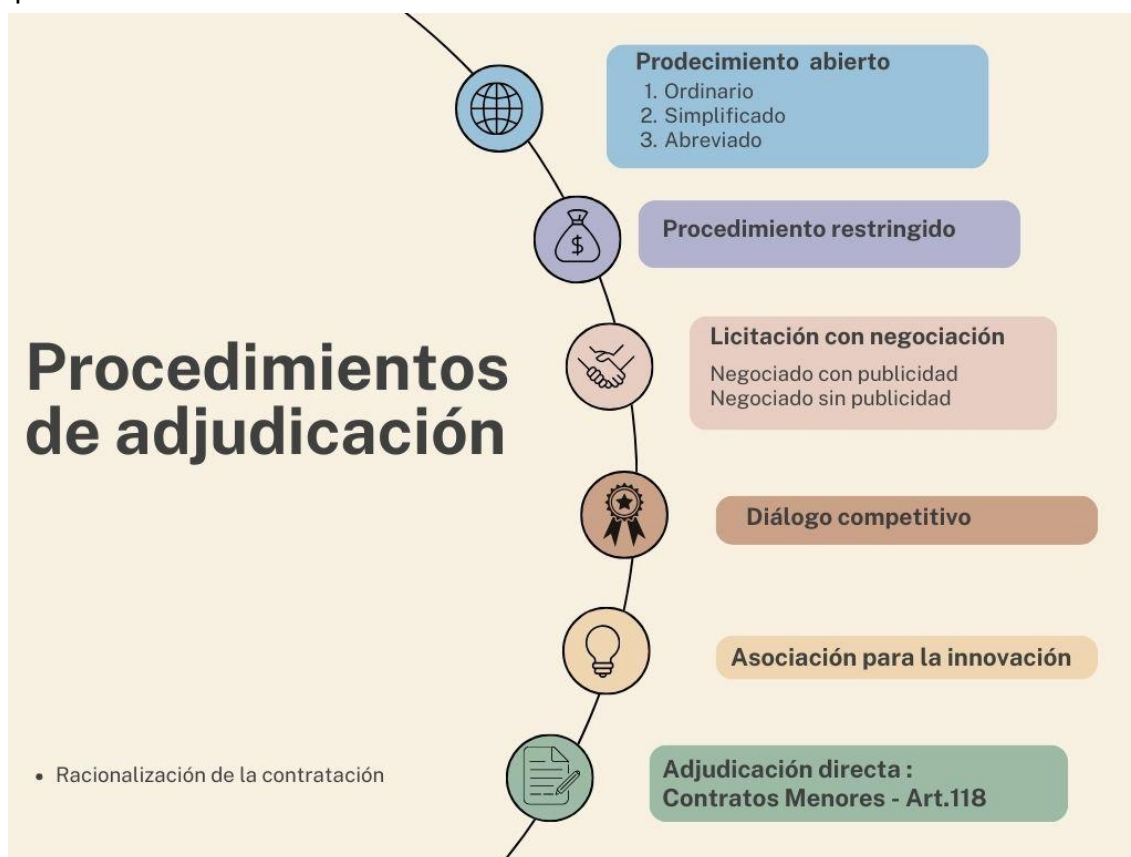 Prodecimiento abierto
1. Ordinario
2. Simplificado
3. Abreviado
Procedimiento restringido
Licitación con negociación
Negociado con publicidad
Negociado sin publicidad
Procedimientos
de adjudicación
Diálogo competitivo
Asociación para la innovación
• Racionalización de la contratación
Adjudicación directa :
Contratos Menores - Art.118